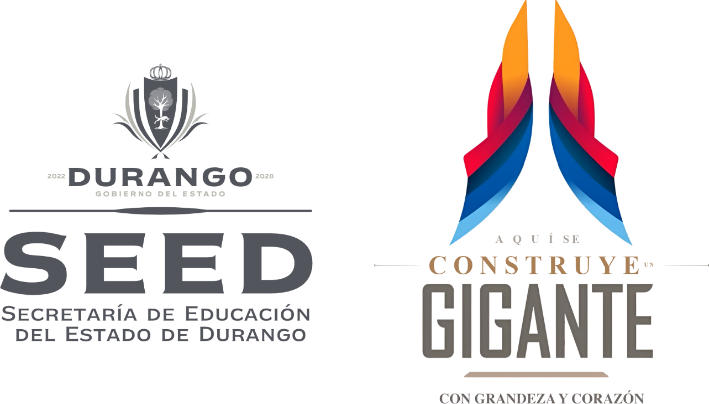 2022 DURANGO 2028
GOBIERNO DEL ESTADO
SEED
SECRETARÍA DE EDUCACIÓN
DEL ESTADO DE DURANGO
AQUÍ SE
CONSTRUYE UN
GIGANTE
CON GRANDEZA Y CORAZÓN